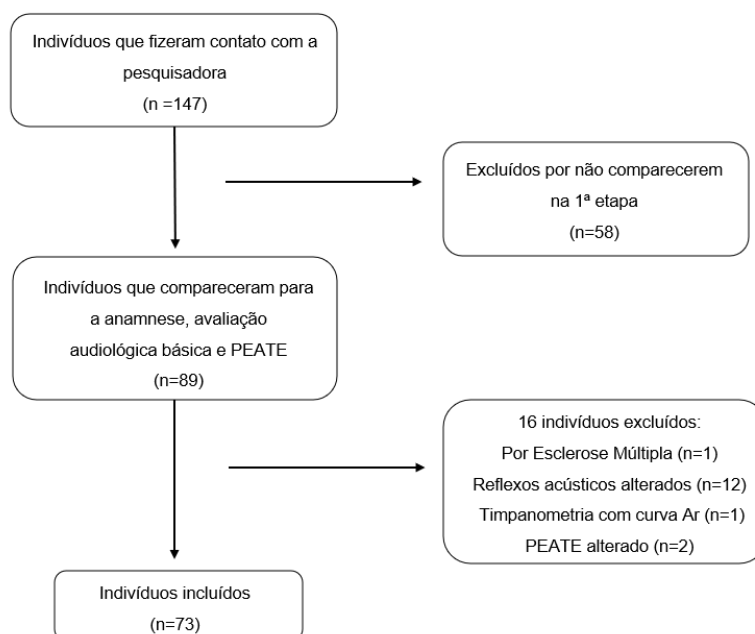 Indivíduos que fizeram contato com a
pesquisadora
(n =147)
Excluídos por não comparecerem
na 1ª etapa
(n=58)
Indivíduos que compareceram para
a anamnese, avaliação
audiológica básica e PEATE
(n=89)
16 indivíduos excluídos:
Por Esclerose Múltipla (n=1)
Reflexos acústicos alterados (n=12)
Timpanometria com curva Ar (n=1)
PEATE alterado (n=2)
Indivíduos incluídos
(n=73)